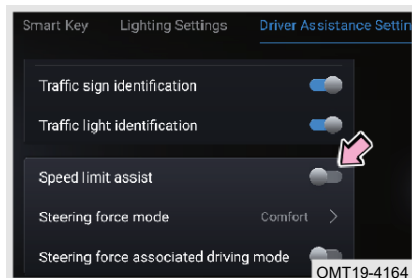 Smart Key Lighting Settings Driver Assistance Settin
Traffic sign identification
Traffic light identification
Speed limit assist
Steering force mode Comfort >
Steering force associated driving mode
OMT19-4164